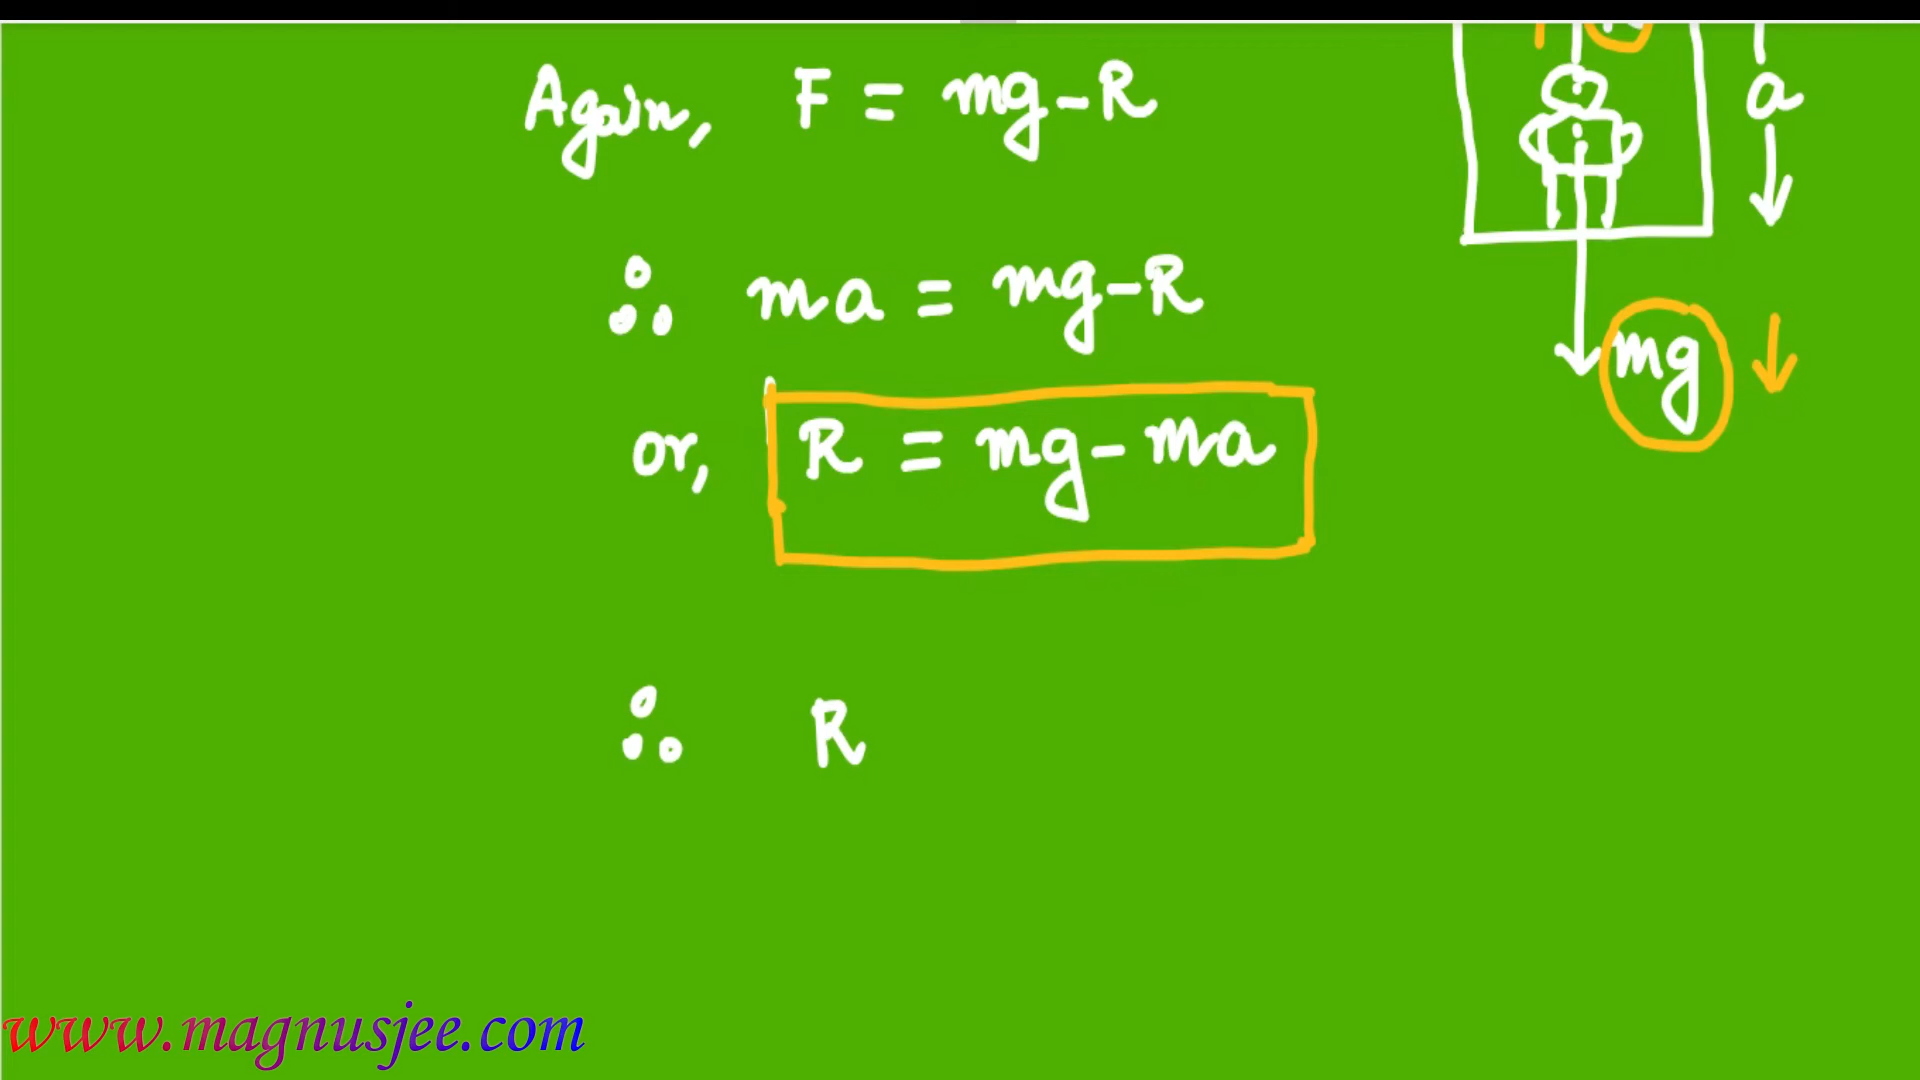 Again, F = mg - R
a
∴ ma = mg - R
mg
or, R = mg - ma
∴ R
www.magnusjee.com